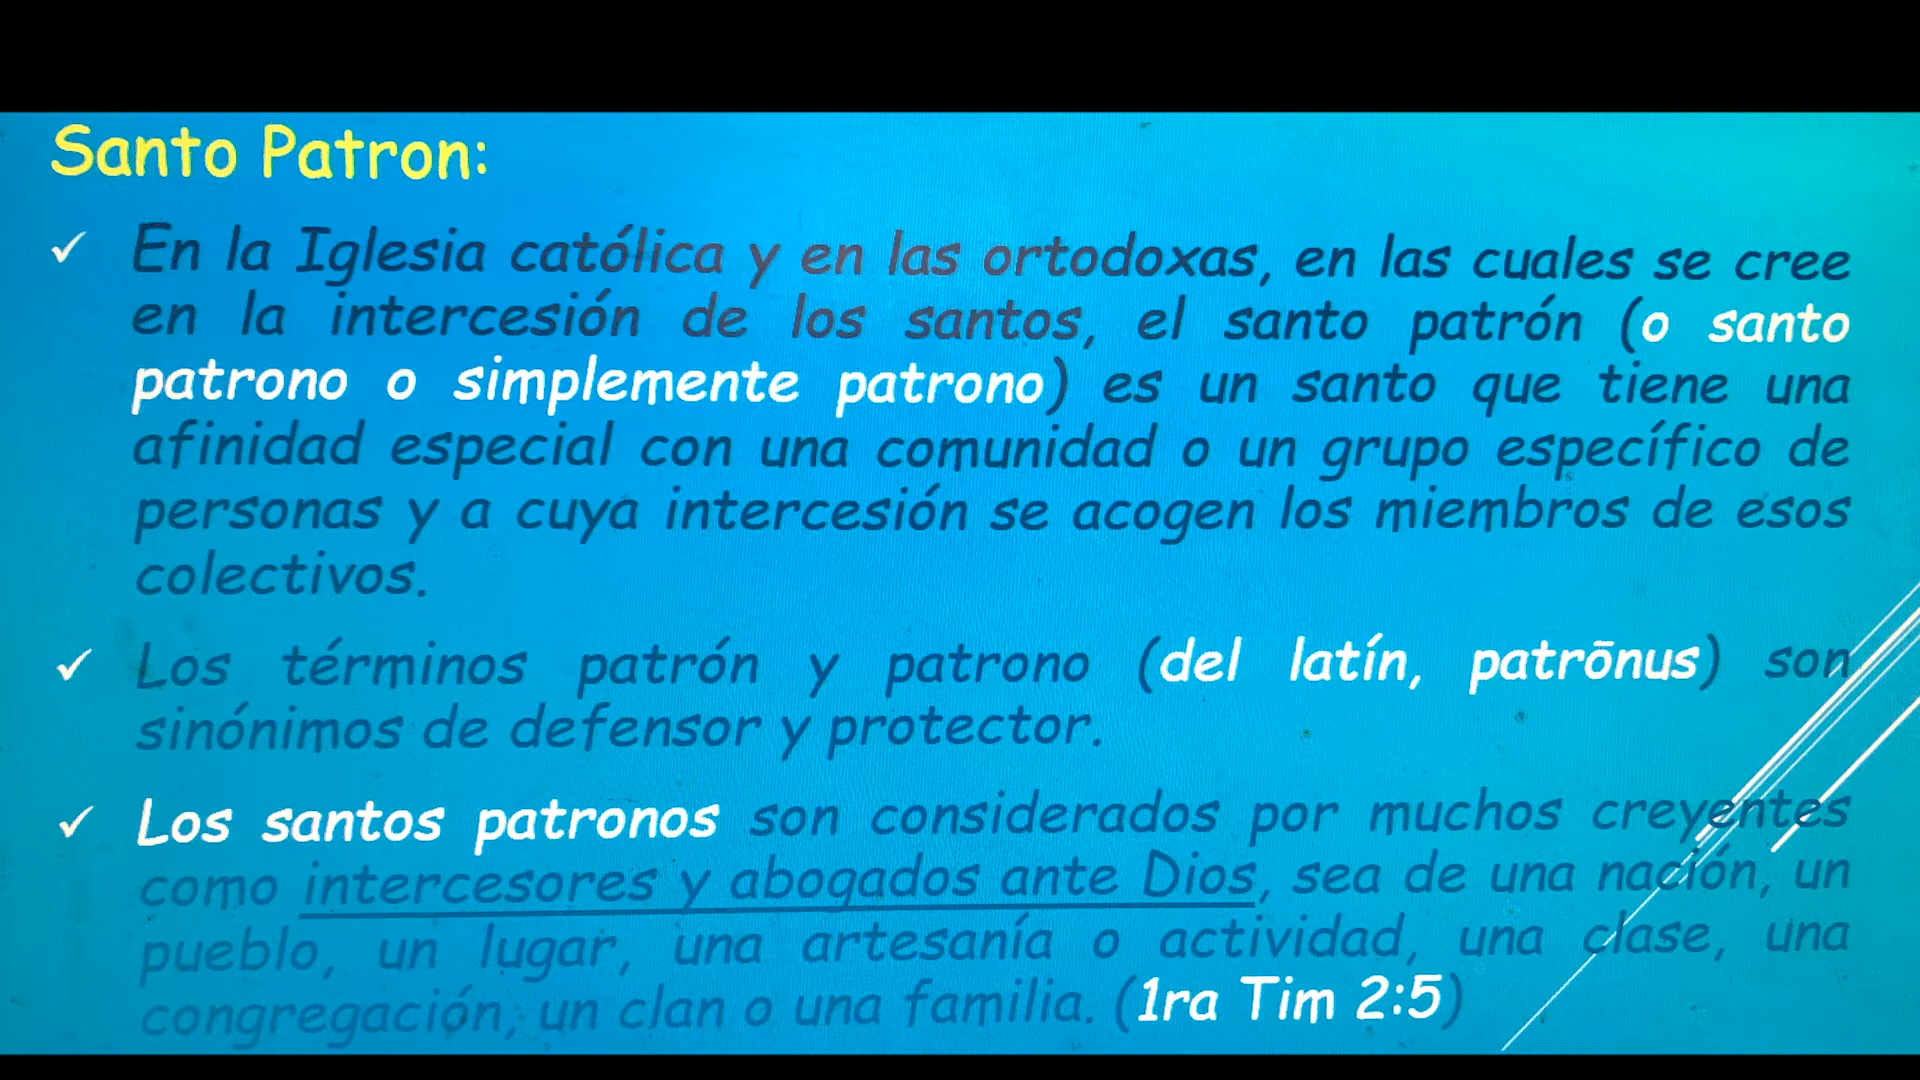 Santo Patron:
En la Iglesia católica y en las ortodoxas, en las cuales se cree
en la intercesión de los santos, el santo patrón (o santo
patrono o simplemente patrono) es un santo que tiene una
afinidad especial con una comunidad o un grupo específico de
personas y a cuya intercesión se acogen los miembros de esos
colectivos.
Los términos patrón y patrono (del latín, patrōnus) son
sinónimos de defensor y protector.
Los santos patronos son considerados por muchos creyentes
como intercesores y abogados ante Dios, sea de una nación, un
pueblo, un lugar, una artesanía o actividad, una clase, una
congregación, un clan o una familia. (1ra Tim 2:5)